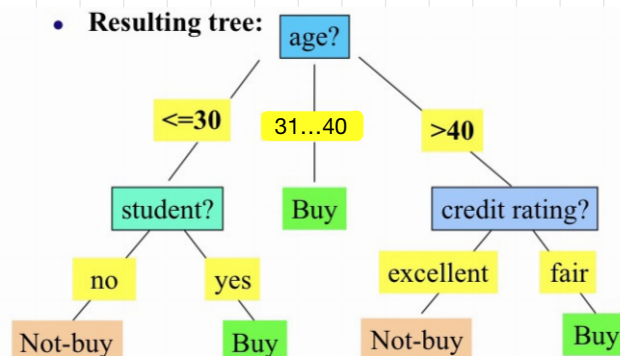 • Resulting tree:
age?
<=30 31...40 >40
student? Buy credit rating?
no yes excellent fair
Not-buy Buy Not-buy Buy